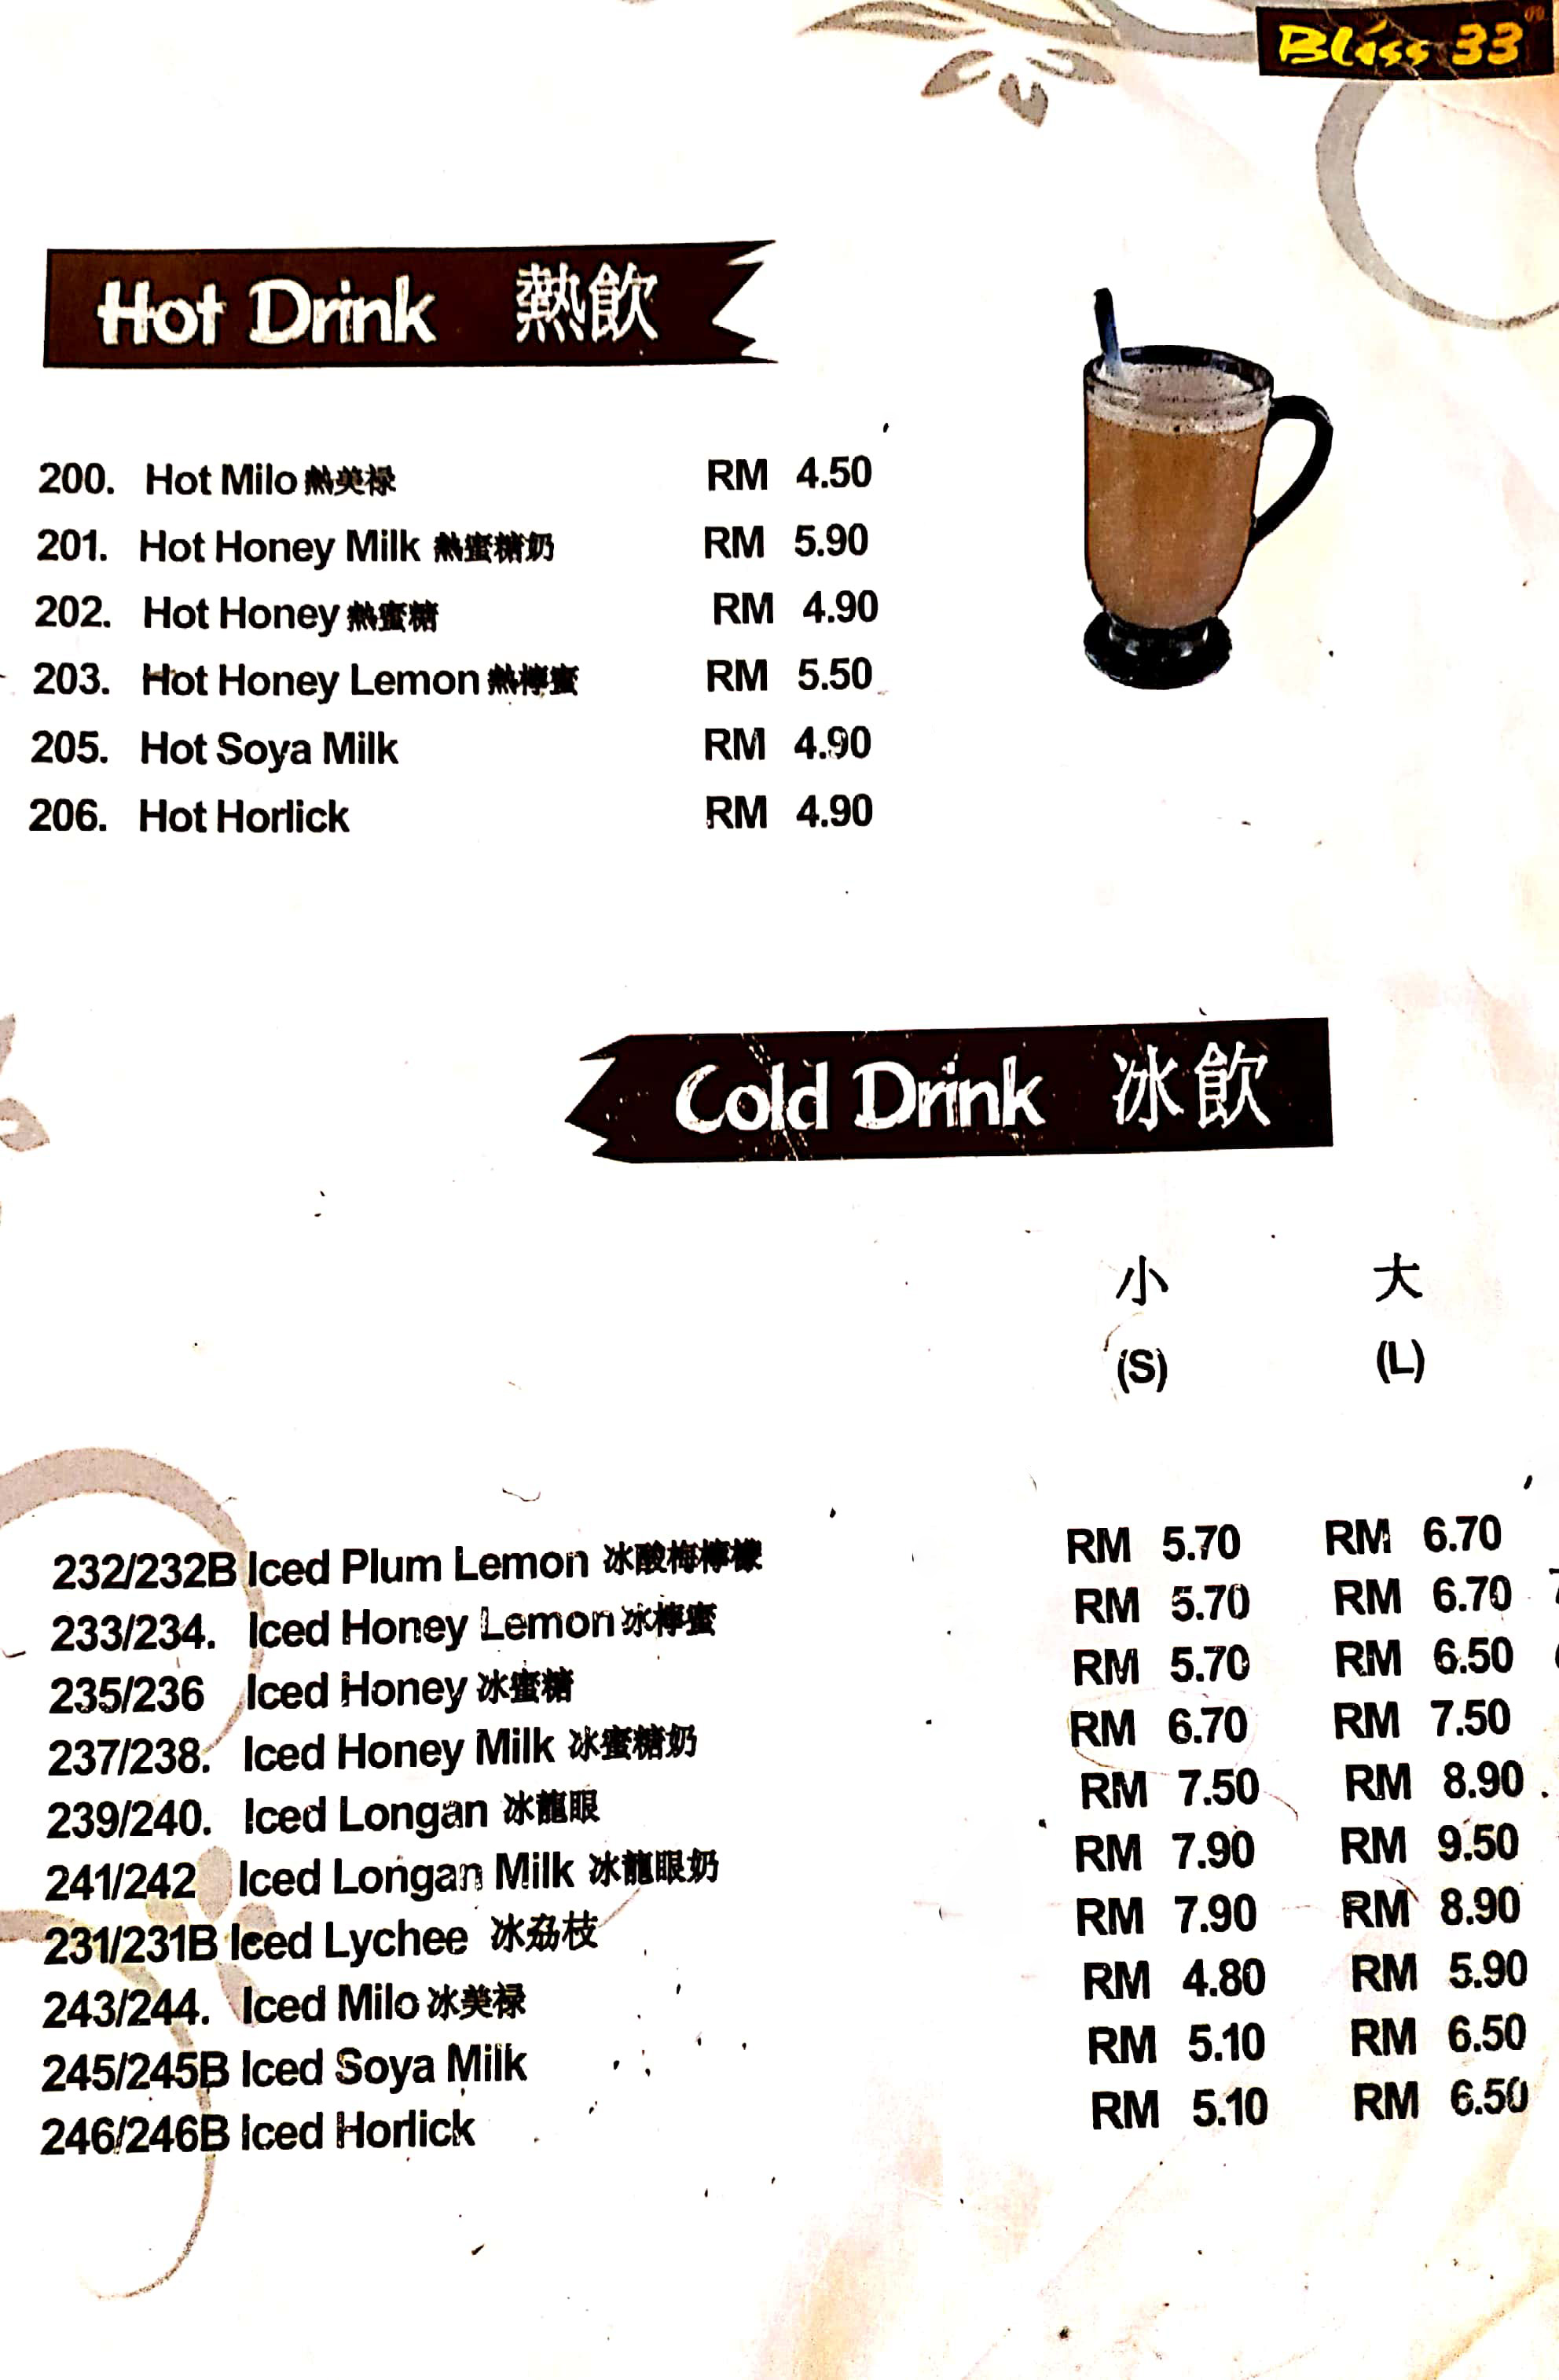 Bliss 33
Hot Drink 熱飲
200. Hot Milo 熱美禄 RM 4.50
201. Hot Honey Milk 熱蜜糖奶 RM 5.90
202. Hot Honey 熱蜜糖 RM 4.90
203. Hot Honey Lemon 熱檸蜜 RM 5.50
205. Hot Soya Milk RM 4.90
206. Hot Horlick RM 4.90
Cold Drink 冰飲
小 大
(S) (L)
232/232B Iced Plum Lemon 冰酸梅檸檬 RM 5.70 RM 6.70
233/234. Iced Honey Lemon 冰檸蜜 RM 5.70 RM 6.70
235/236 Iced Honey 冰蜜糖 RM 5.70 RM 6.50
237/238. Iced Honey Milk 冰蜜糖奶 RM 6.70 RM 7.50
239/240. Iced Longan 冰龍眼 RM 7.50 RM 8.90
241/242 Iced Longan Milk 冰龍眼奶 RM 7.90 RM 9.50
231/231B Iced Lychee 冰荔枝 RM 7.90 RM 8.90
243/244. Iced Milo 冰美禄 RM 4.80 RM 5.90
245/245B Iced Soya Milk RM 5.10 RM 6.50
246/246B Iced Horlick RM 5.10 RM 6.50